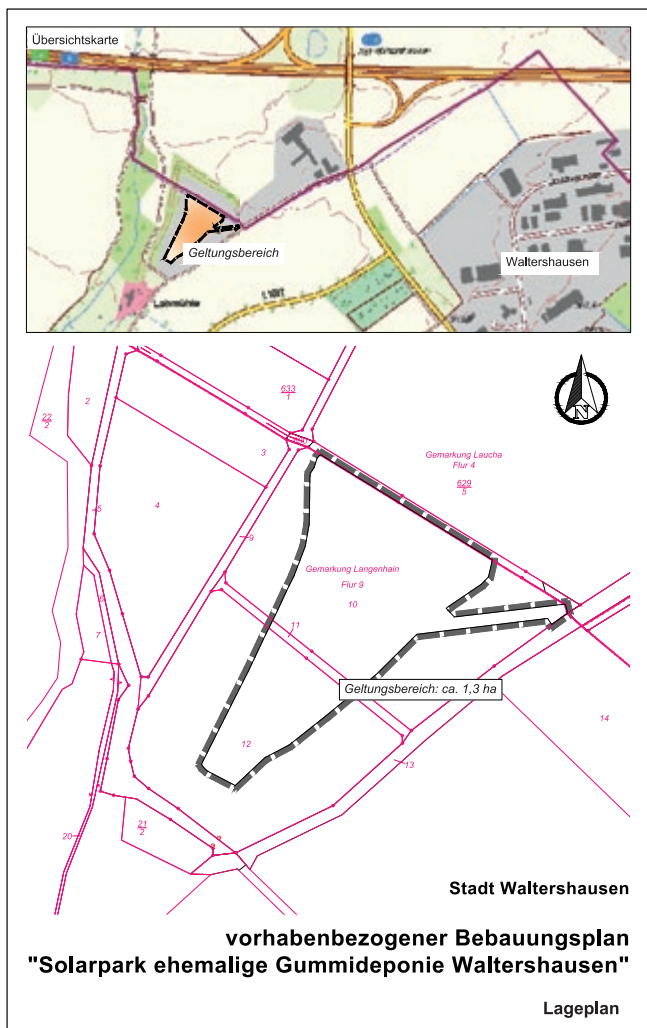 Übersichtskarte
Geltungsbereich
Waltershausen
Lahnmühle
2
633
1
22
2
3
Gemarkung Laucha
Flur 4
629
5
4
5
9
Gemarkung Langenhain
Flur 9
10
6
7
11
Geltungsbereich: ca. 1,3 ha
14
12
13
21
2
20
N
Stadt Waltershausen
vorhabenbezogener Bebauungsplan
"Solarpark ehemalige Gummideponie Waltershausen"
Lageplan